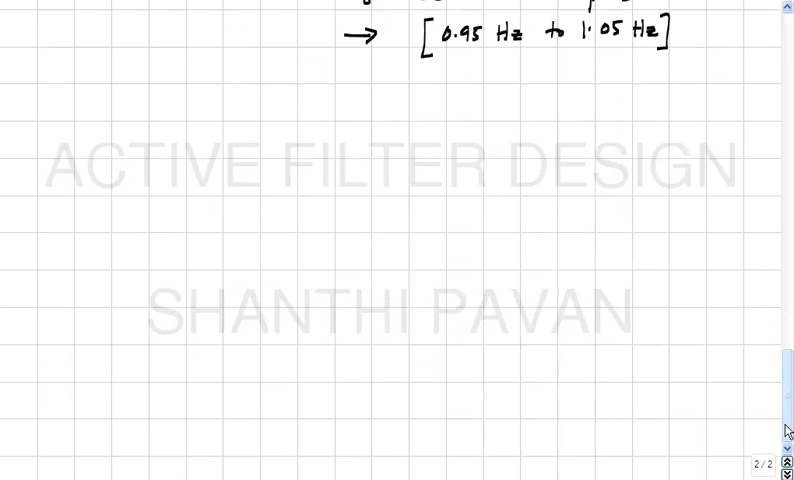 → [0.95 Hz to 1.05 Hz]
ACTIVE FILTER DESIGN
SHANTHI PAVAN
2/2